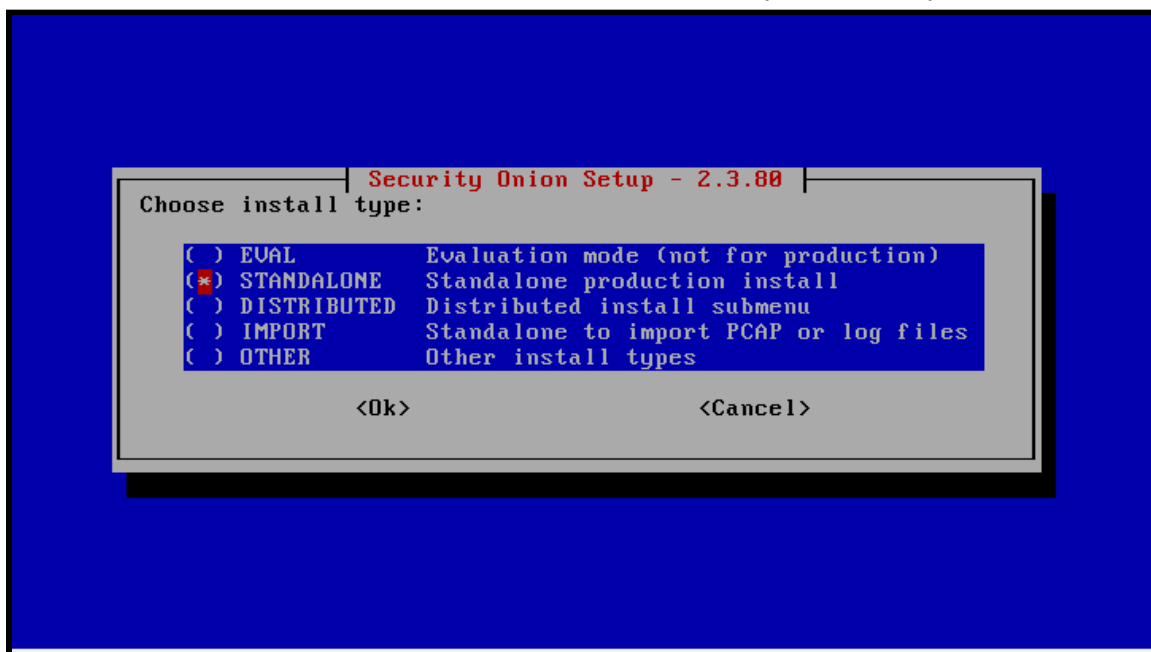 Security Onion Setup - 2.3.80
Choose install type:
( ) EVAL Evaluation mode (not for production)
(*) STANDALONE Standalone production install
( ) DISTRIBUTED Distributed install submenu
( ) IMPORT Standalone to import PCAP or log files
( ) OTHER Other install types
<Ok> <Cancel>